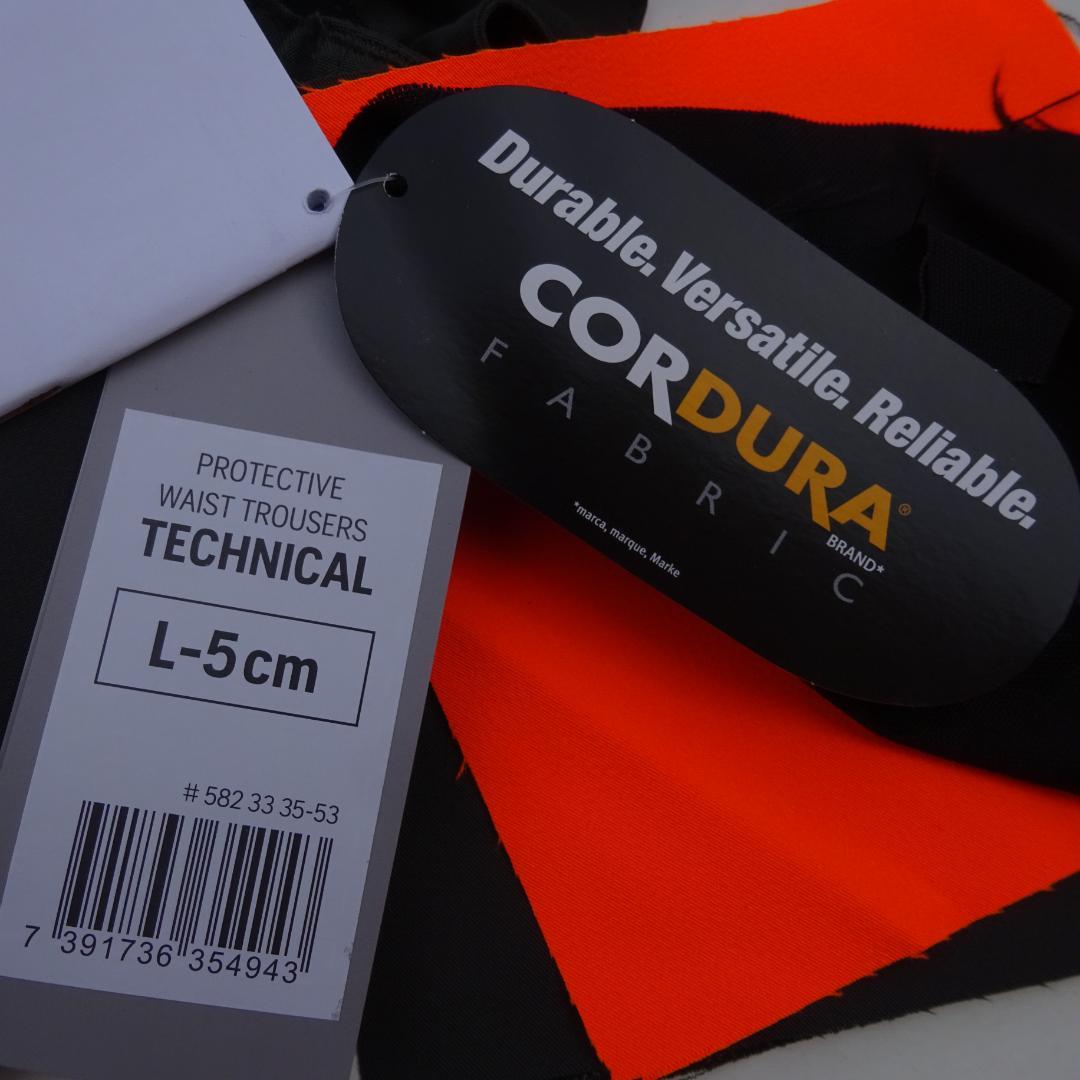 Durable. Versatile. Reliable.
CORDURA®
BRAND*
FABRIC
*marca, marque, Marke
PROTECTIVE
WAIST TROUSERS
TECHNICAL
L-5cm
# 582 33 35-53
7 391736 354943